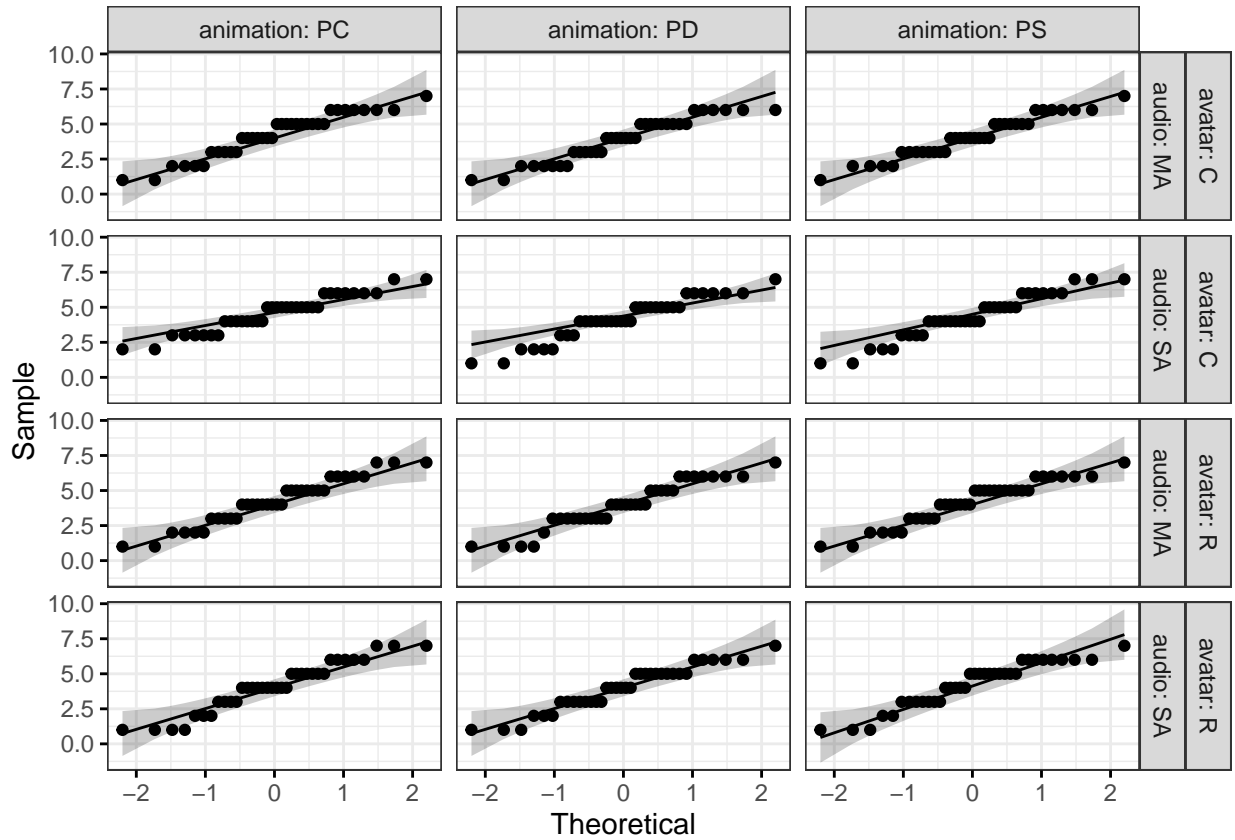 animation: PC
animation: PD
animation: PS
10.0
7.5
5.0
2.5
0.0
audio: MA
avatar: C
10.0
7.5
5.0
2.5
0.0
audio: SA
avatar: C
10.0
7.5
5.0
2.5
0.0
audio: MA
avatar: R
10.0
7.5
5.0
2.5
0.0
audio: SA
avatar: R
Sample
−2 −1 0 1 2
−2 −1 0 1 2
−2 −1 0 1 2
Theoretical